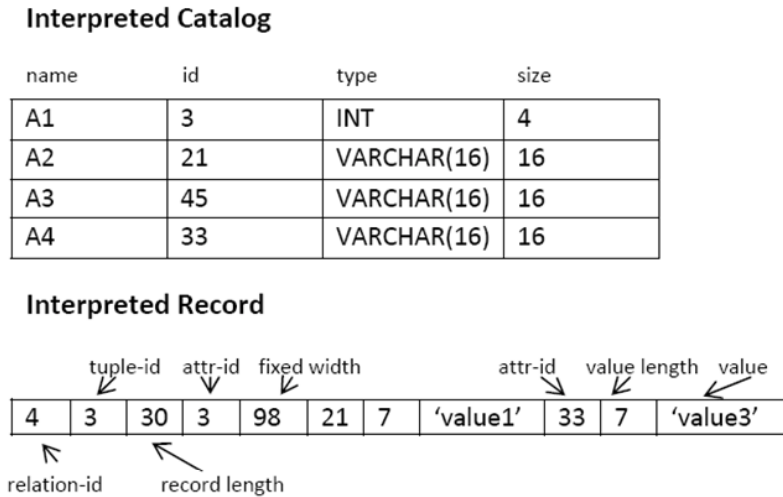 Interpreted Catalog
name id type size
A1 3 INT 4
A2 21 VARCHAR(16) 16
A3 45 VARCHAR(16) 16
A4 33 VARCHAR(16) 16
Interpreted Record
tuple-id attr-id fixed width attr-id value length value
4 3 30 3 98 21 7 'value1' 33 7 'value3'
relation-id record length